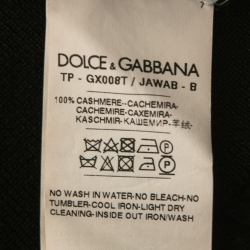 DOLCE & GABBANA
TP - GX008T / JAWAB - B
100% CASHMERE--CACHEMIRA-
CACHEMIRE-CAXEMIRA-
KASCHMIR-КАШЕМИР-羊绒-
NO WASH IN WATER-NO BLEACH-NO
TUMBLER-COOL IRON-LIGHT DRY
CLEANING-INSIDE OUT IRON/WASH